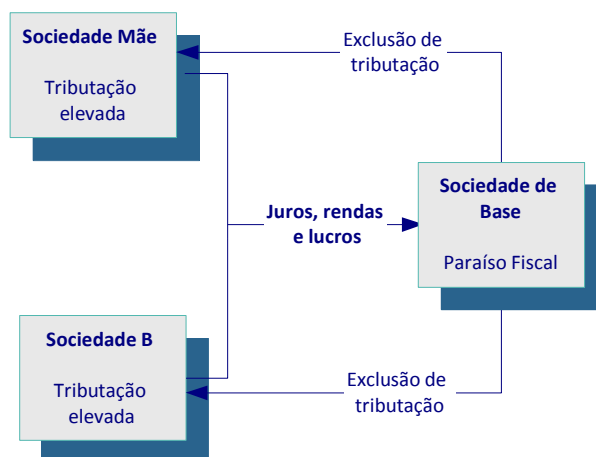 Sociedade Mãe
Tributação
elevada
Exclusão de
tributação
Juros, rendas
e lucros
Sociedade de
Base
Paraíso Fiscal
Sociedade B
Tributação
elevada
Exclusão de
tributação